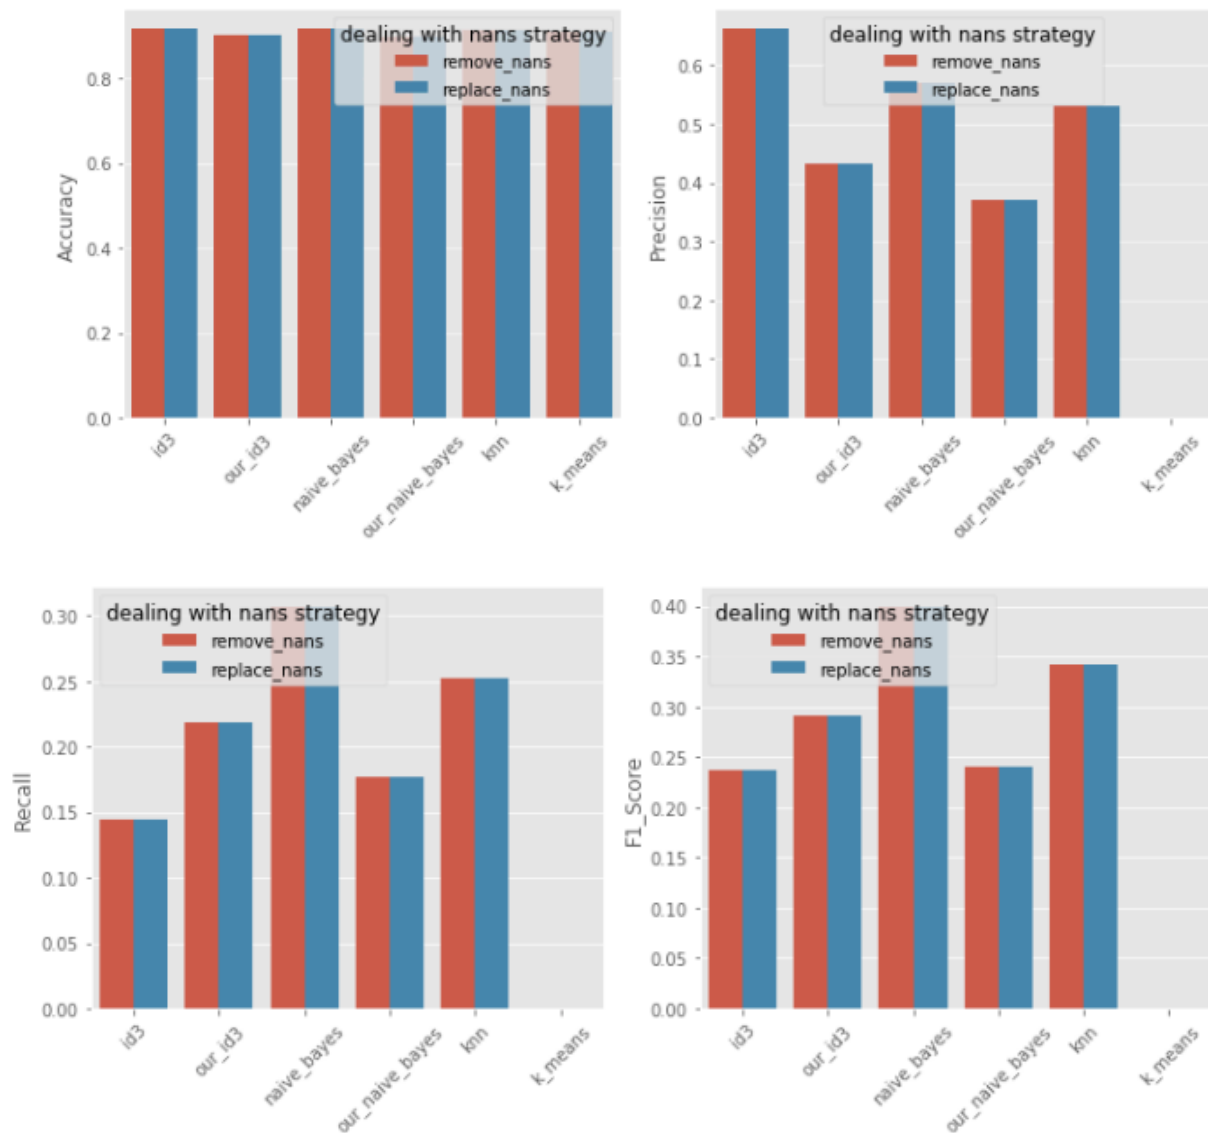 dealing with nans strategy
remove_nans
replace_nans
Accuracy
0.8
0.6
0.4
0.2
0.0
id3
our_id3
naive_bayes
our_naive_bayes
knn
k_means
dealing with nans strategy
remove_nans
replace_nans
Precision
0.6
0.5
0.4
0.3
0.2
0.1
0.0
id3
our_id3
naive_bayes
our_naive_bayes
knn
k_means
dealing with nans strategy
remove_nans
replace_nans
Recall
0.30
0.25
0.20
0.15
0.10
0.05
0.00
id3
our_id3
naive_bayes
our_naive_bayes
knn
k_means
dealing with nans strategy
remove_nans
replace_nans
F1_Score
0.40
0.35
0.30
0.25
0.20
0.15
0.10
0.05
0.00
id3
our_id3
naive_bayes
our_naive_bayes
knn
k_means